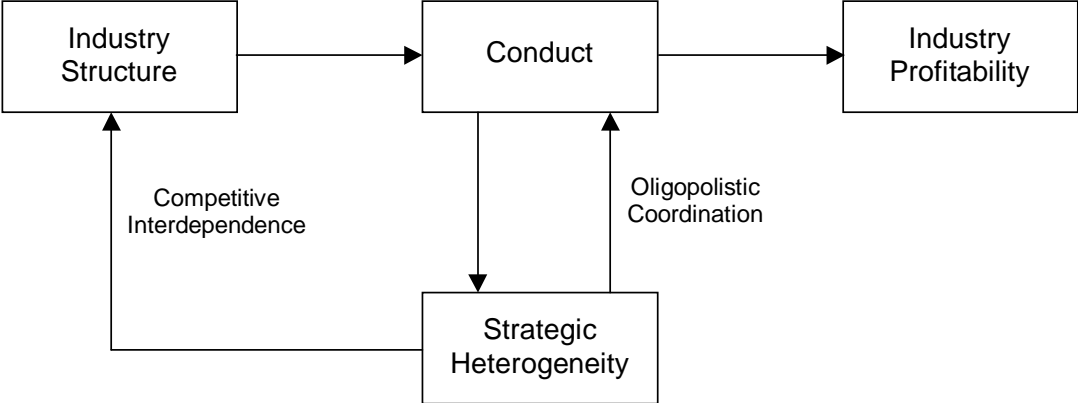 Industry
Structure
Conduct
Industry
Profitability
Competitive
Interdependence
Oligopolistic
Coordination
Strategic
Heterogeneity